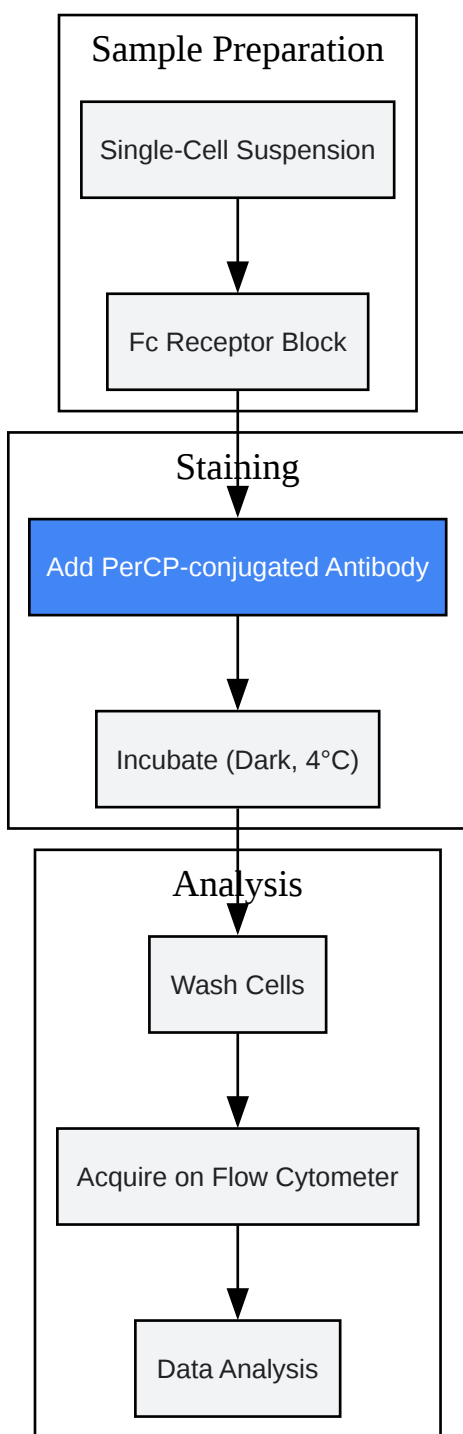 Sample Preparation
Single-Cell Suspension
Fc Receptor Block
Staining
Add PerCP-conjugated Antibody
Incubate (Dark, 4°C)
Analysis
Wash Cells
Acquire on Flow Cytometer
Data Analysis